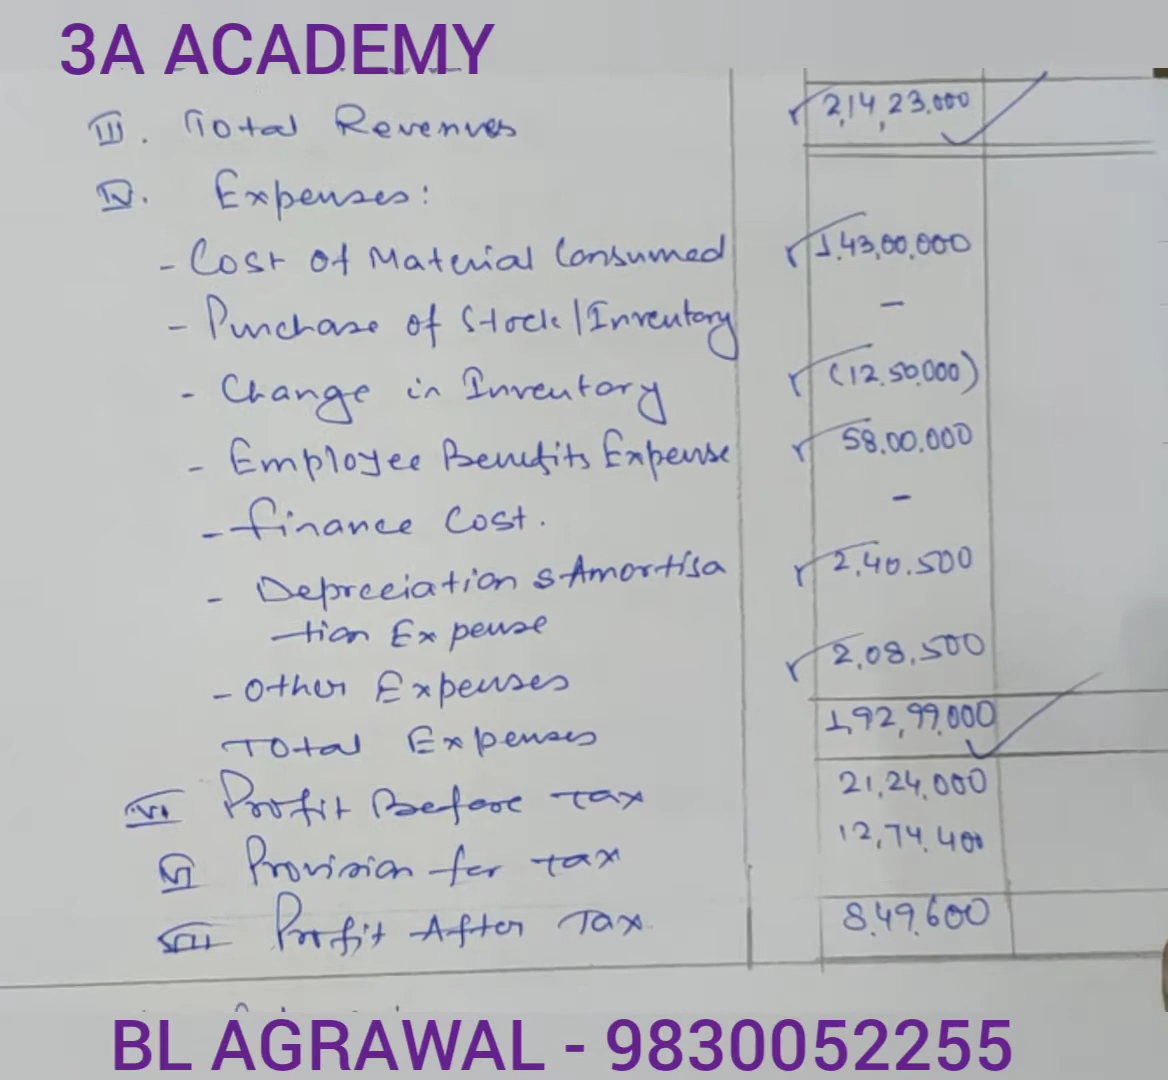 3A ACADEMY
III. Total Revenues 2,14,23,000
IV. Expenses:
- Cost of Material Consumed 1,43,00,000
- Purchase of Stock/Inventory -
- Change in Inventory (12,50,000)
- Employee Benefits Expense 58,00,000
- Finance Cost. -
- Depreciation & Amortisa 2,40,500
-tion Expense
- Other Expenses 2,08,500
Total Expenses 1,92,99,000
VI Profit Before Tax 21,24,000
VI Provision for tax 12,74,400
VII Profit After Tax 8,49,600
BL AGRAWAL - 9830052255